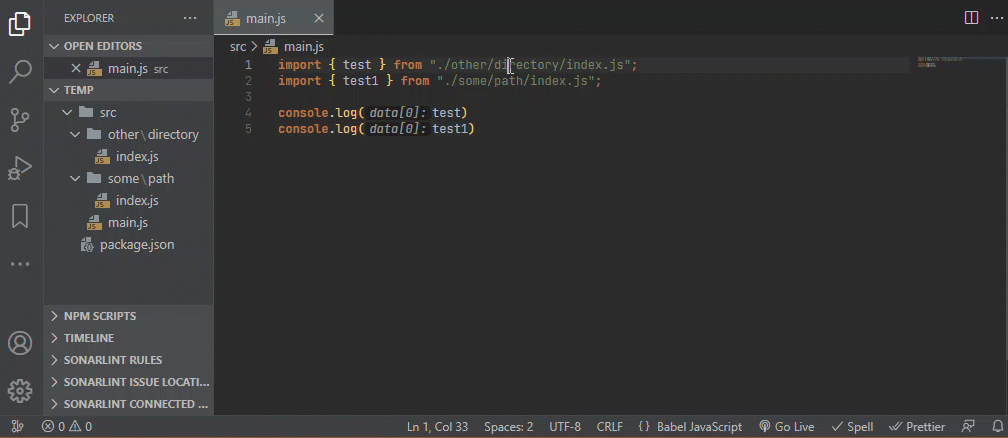 EXPLORER ···
OPEN EDITORS
main.js src
TEMP
src
other\directory
index.js
some\path
index.js
main.js
package.json
NPM SCRIPTS
TIMELINE
SONARLINT RULES
SONARLINT ISSUE LOCATI...
SONARLINT CONNECTED ...
main.js
src > main.js
1 import { test } from "./other/directory/index.js";
2 import { test1 } from "./some/path/index.js";
3
4 console.log(data[0]: test)
5 console.log(data[0]: test1)
0 0 Ln 1, Col 33 Spaces: 2 UTF-8 CRLF {} Babel JavaScript Go Live Spell Prettier